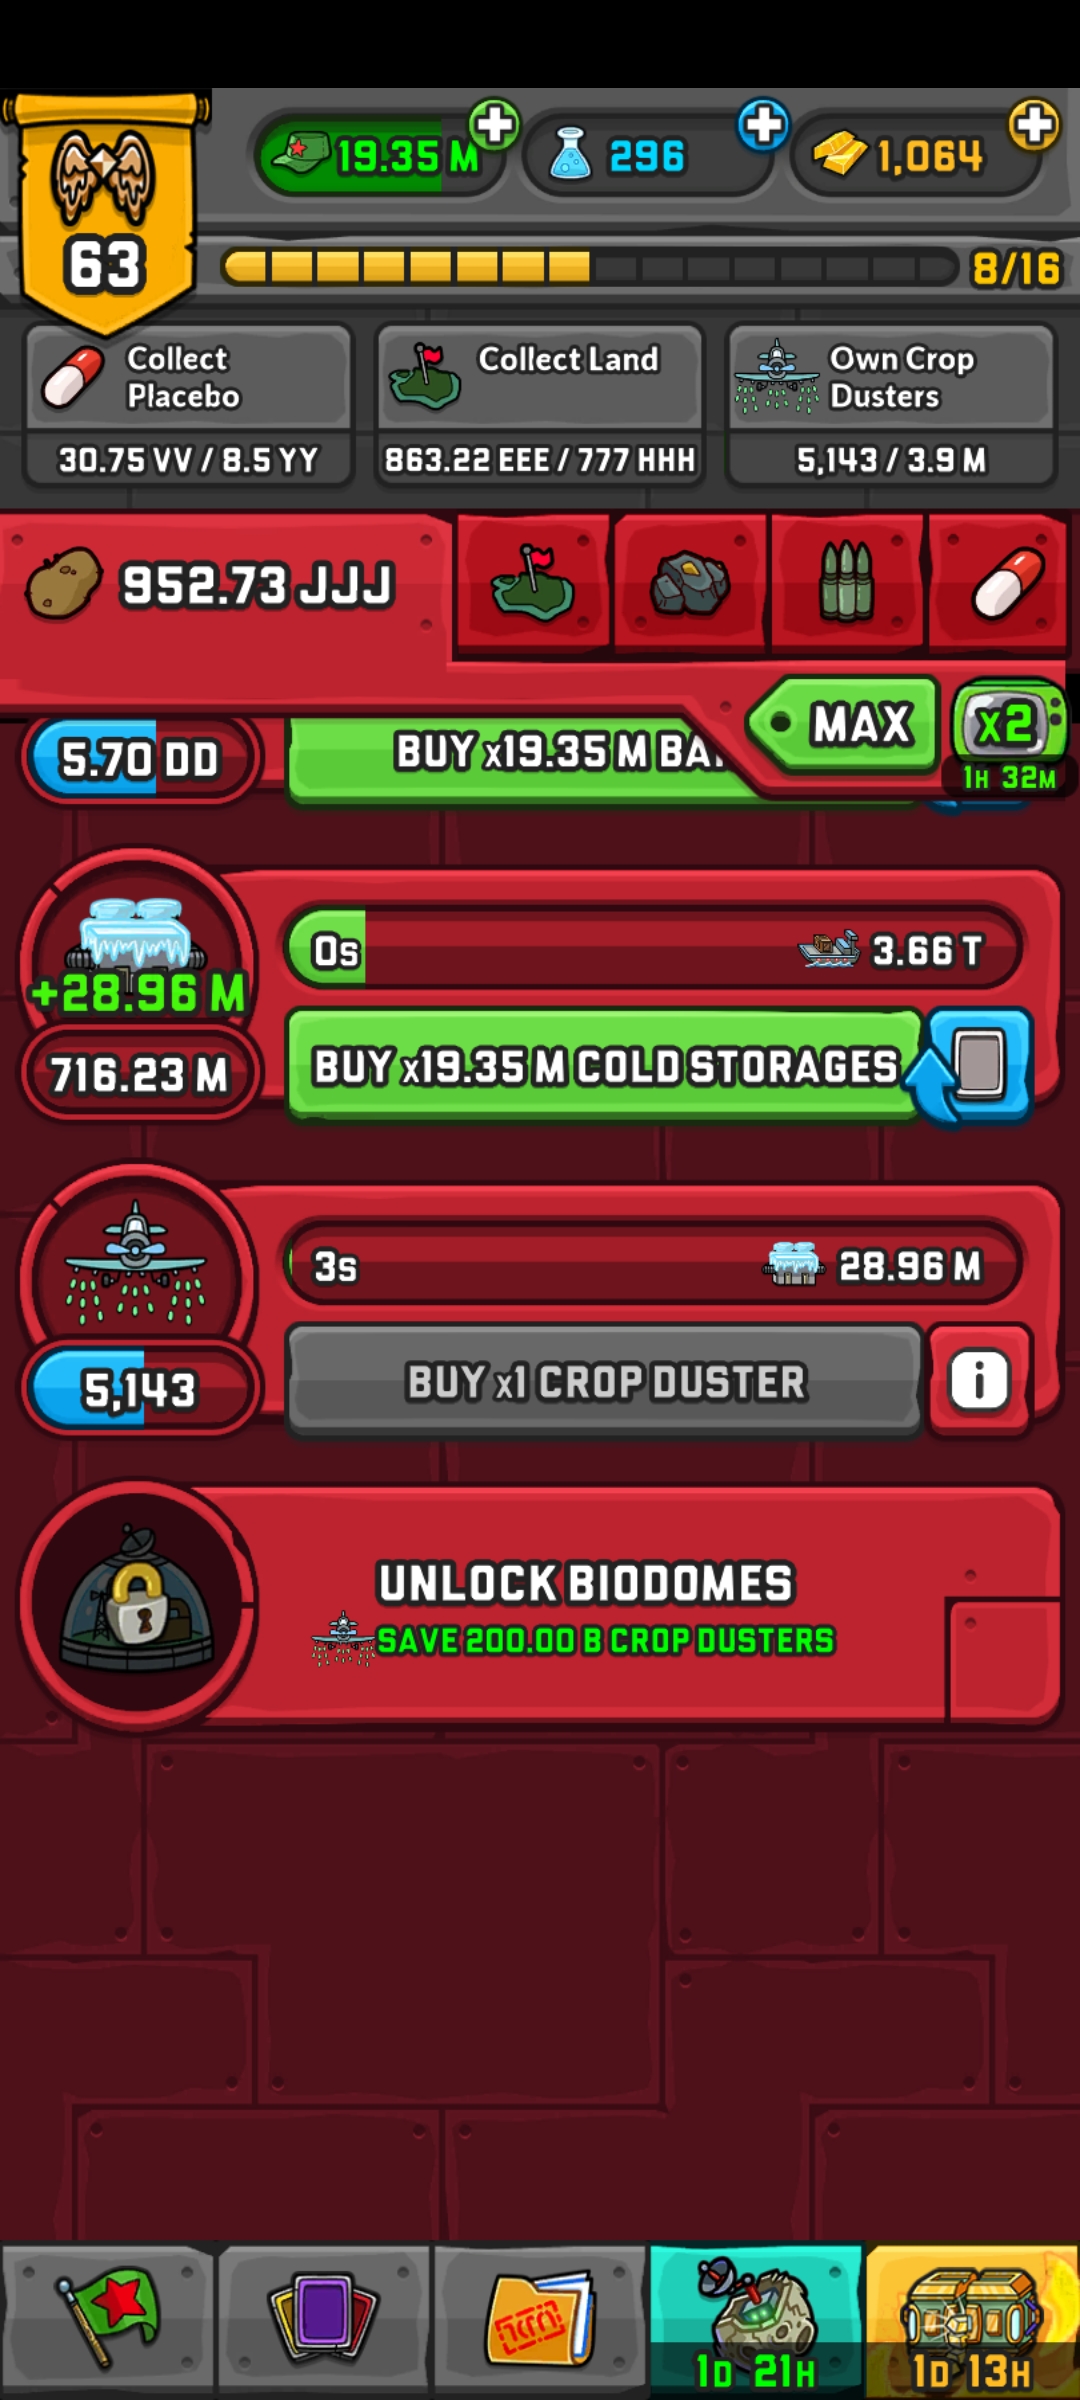 19.35 M
296
1,064
63
8/16
Collect
Placebo
30.75 VV / 8.5 YY
Collect Land
863.22 EEE / 777 HHH
Own Crop
Dusters
5,143 / 3.9 M
952.73 JJJ
MAX
x2
1H 32M
5.70 DD
BUY x19.35 M
+28.96 M
716.23 M
0s
3.66 T
BUY x19.35 M COLD STORAGES
5,143
3s
28.96 M
BUY x1 CROP DUSTER
i
UNLOCK BIODOMES
SAVE 200.00 B CROP DUSTERS
1D 21H
1D 13H